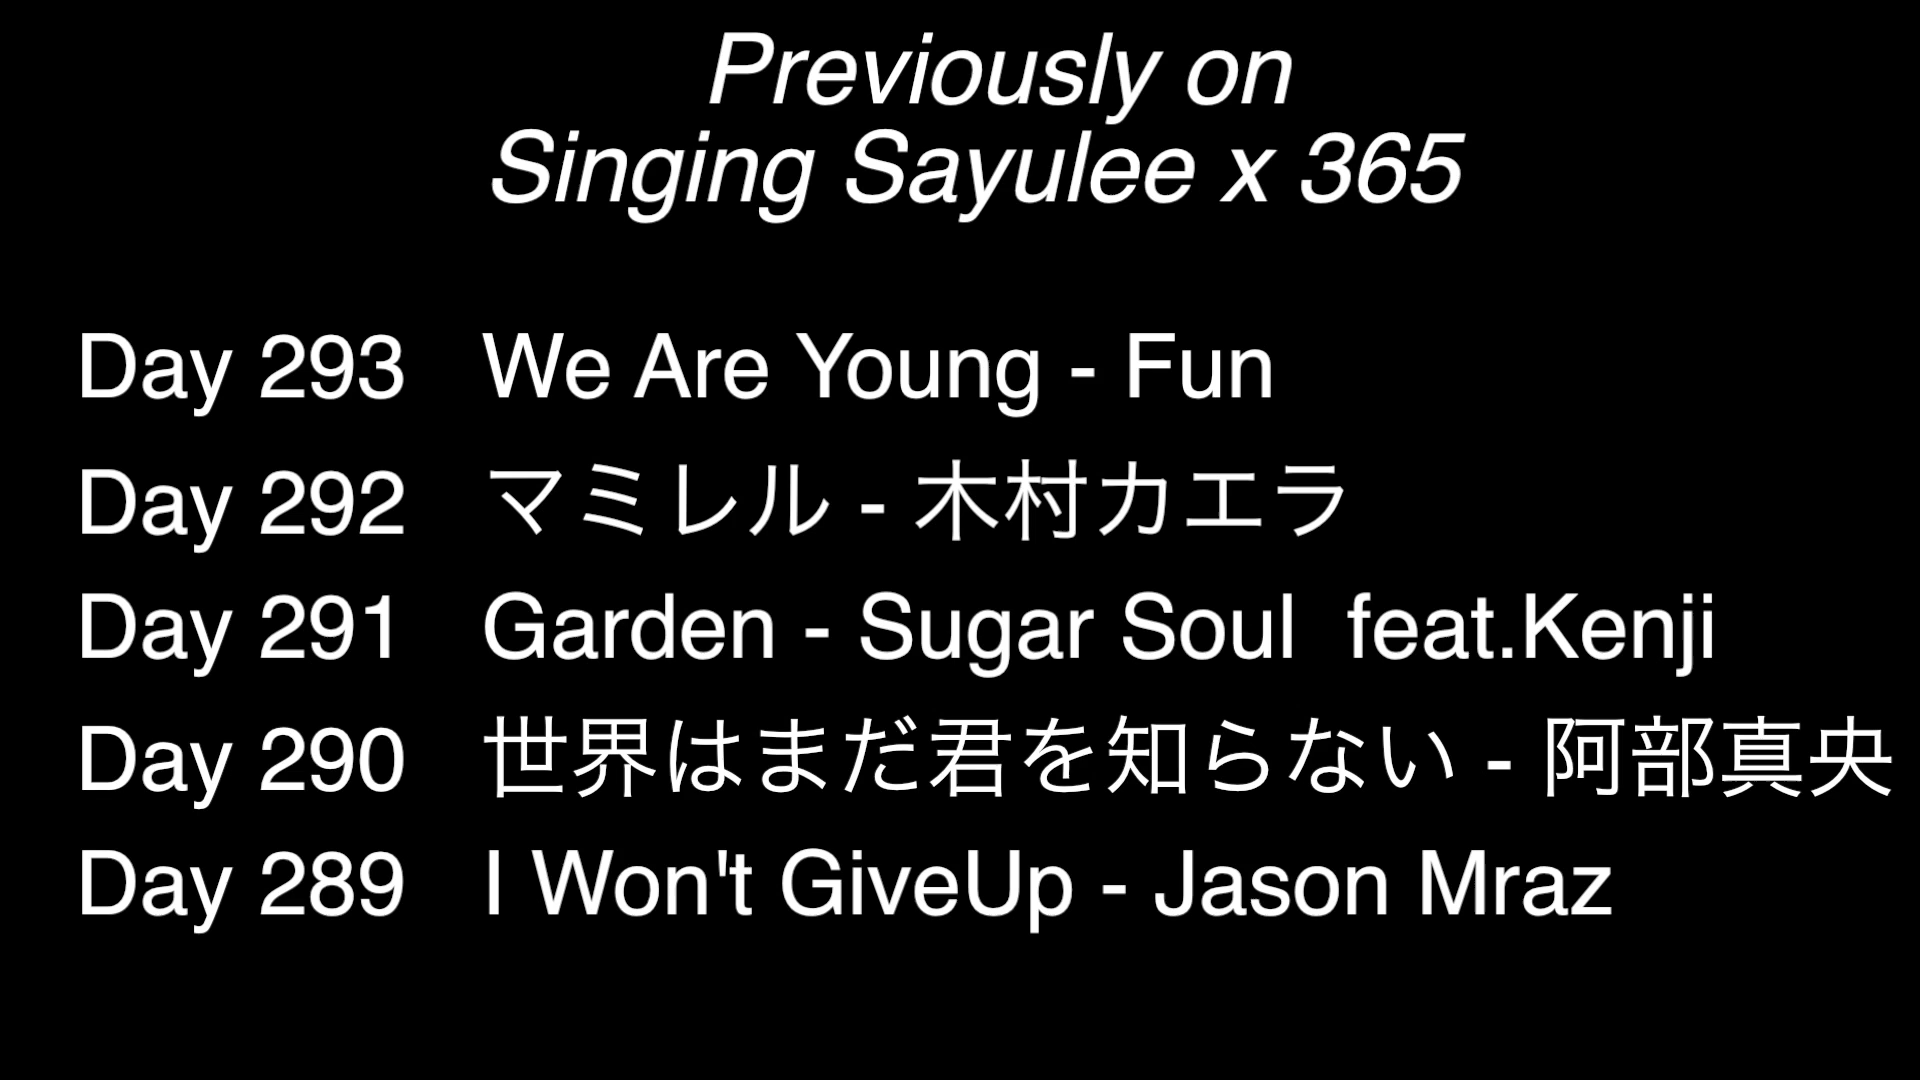 Previously on
Singing Sayulee x 365
Day 293 We Are Young - Fun
Day 292 マミレル - 木村カエラ
Day 291 Garden - Sugar Soul feat.Kenji
Day 290 世界はまだ君を知らない - 阿部真央
Day 289 I Won't GiveUp - Jason Mraz